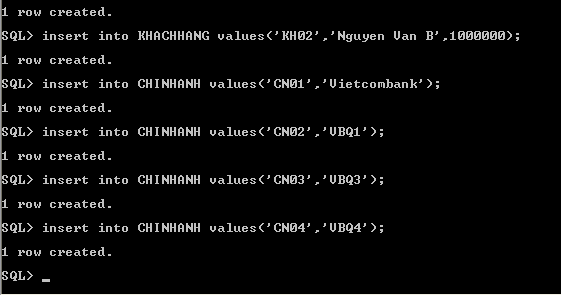 1 row created.
SQL> insert into KHACHHANG values('KH02','Nguyen Van B',1000000);
1 row created.
SQL> insert into CHINHANH values('CN01','Vietcombank');
1 row created.
SQL> insert into CHINHANH values('CN02','VBQ1');
1 row created.
SQL> insert into CHINHANH values('CN03','VBQ3');
1 row created.
SQL> insert into CHINHANH values('CN04','VBQ4');
1 row created.
SQL> _